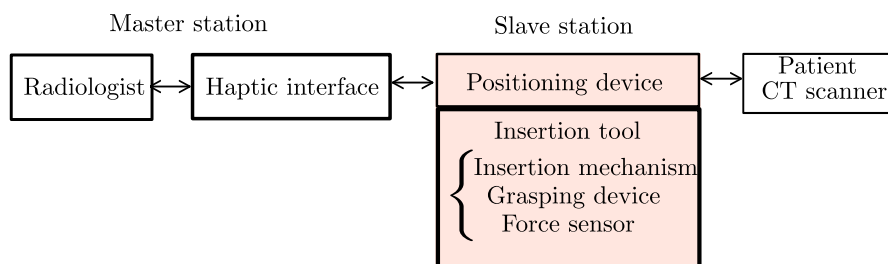 Master station
Slave station
Radiologist
Haptic interface
Positioning device
Patient
CT scanner
Insertion tool
Insertion mechanism
Grasping device
Force sensor